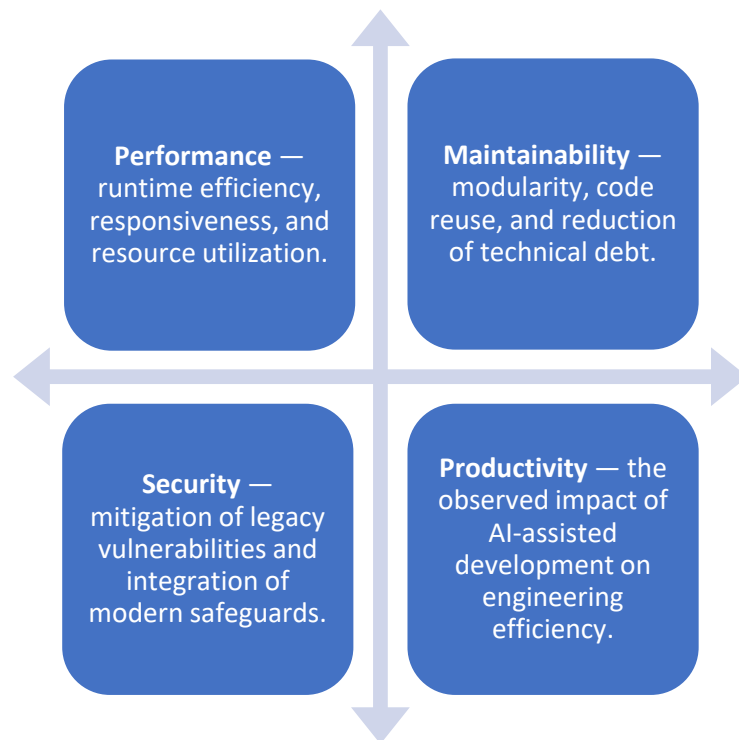 Performance —
runtime efficiency,
responsiveness, and
resource utilization.
Maintainability —
modularity, code
reuse, and reduction
of technical debt.
Security —
mitigation of legacy
vulnerabilities and
integration of
modern safeguards.
Productivity — the
observed impact of
AI-assisted
development on
engineering
efficiency.